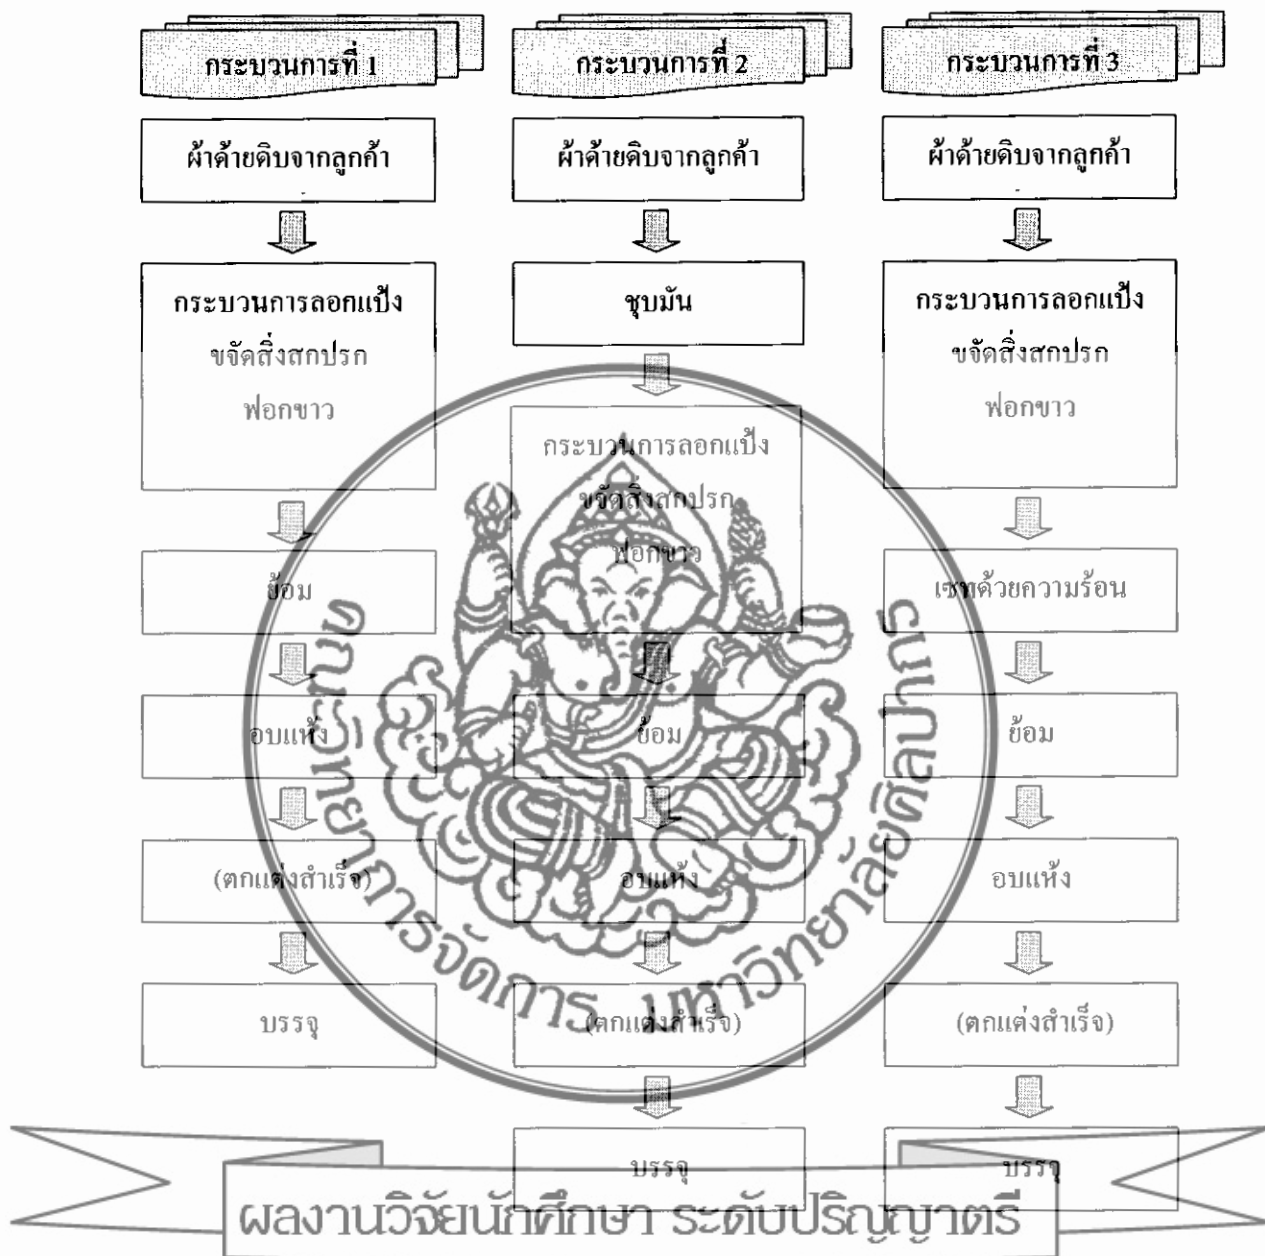 กระบวนการที่ 1
ผ้าด้ายดิบจากลูกค้า
กระบวนการลอกแป้ง
ขจัดสิ่งสกปรก
ฟอกขาว
ย้อม
อบแห้ง
(ตกแต่งสำเร็จ)
บรรจุ
กระบวนการที่ 2
ผ้าด้ายดิบจากลูกค้า
ชุบมัน
กระบวนการลอกแป้ง
ขจัดสิ่งสกปรก
ฟอกขาว
ย้อม
อบแห้ง
(ตกแต่งสำเร็จ)
บรรจุ
กระบวนการที่ 3
ผ้าด้ายดิบจากลูกค้า
กระบวนการลอกแป้ง
ขจัดสิ่งสกปรก
ฟอกขาว
เซทด้วยความร้อน
ย้อม
อบแห้ง
(ตกแต่งสำเร็จ)
บรรจุ
คณะวิทยาการจัดการ มหาวิทยาลัยศิลปากร
ผลงานวิจัยนักศึกษา ระดับปริญญาตรี